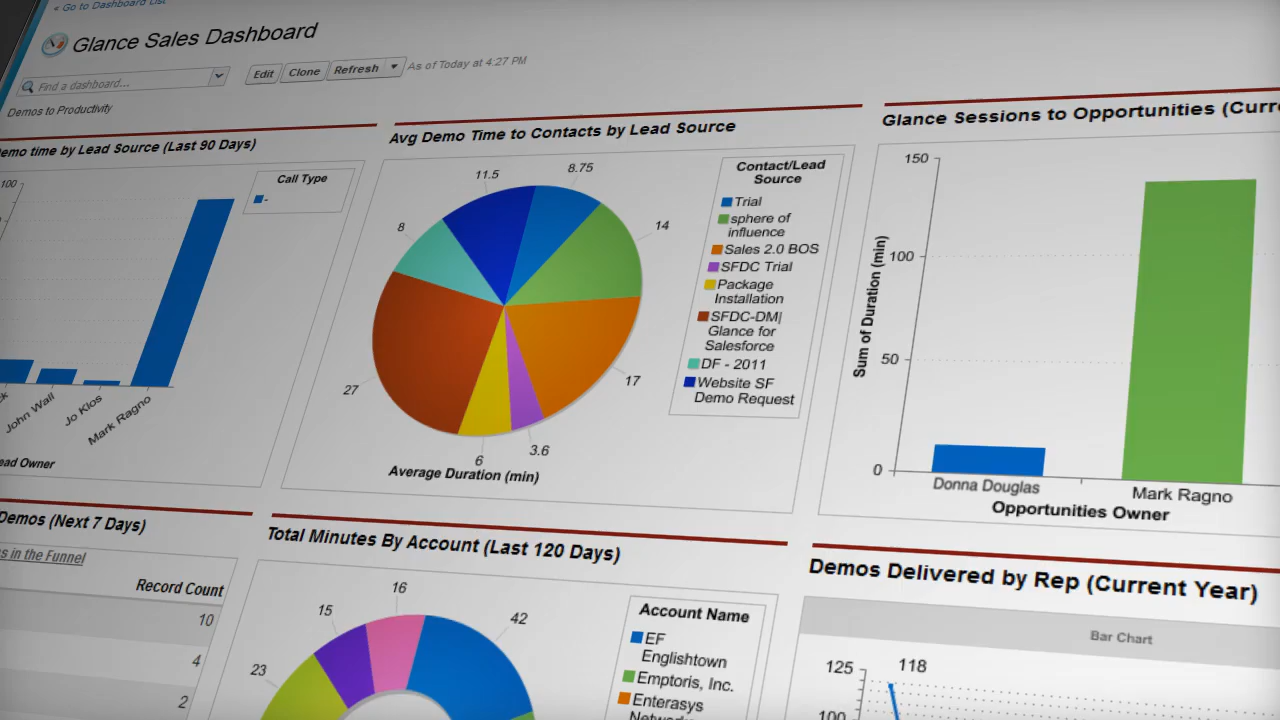 « Go to Dashboard List
Glance Sales Dashboard
Find a dashboard...
Edit
Clone
Refresh
As of Today at 4:27 PM
Demos to Productivity
emo time by Lead Source (Last 90 Days)
100
Call Type
-
John Wall
Jo Klos
Mark Ragno
ead Owner
Avg Demo Time to Contacts by Lead Source
11.5
8.75
14
8
17
27
3.6
6
Average Duration (min)
Contact/Lead
Source
Trial
sphere of
influence
Sales 2.0 BOS
SFDC Trial
Package
Installation
SFDC-DM|
Glance for
Salesforce
DF - 2011
Website SF
Demo Request
Glance Sessions to Opportunities (Curr
150
100
50
0
Sum of Duration (min)
Donna Douglas
Mark Ragno
Opportunities Owner
Demos (Next 7 Days)
s in the Funnel
Record Count
10
4
2
Total Minutes By Account (Last 120 Days)
16
15
42
23
Account Name
EF
Englishtown
Emptoris, Inc.
Enterasys
Demos Delivered by Rep (Current Year)
Bar Chart
125
118
100